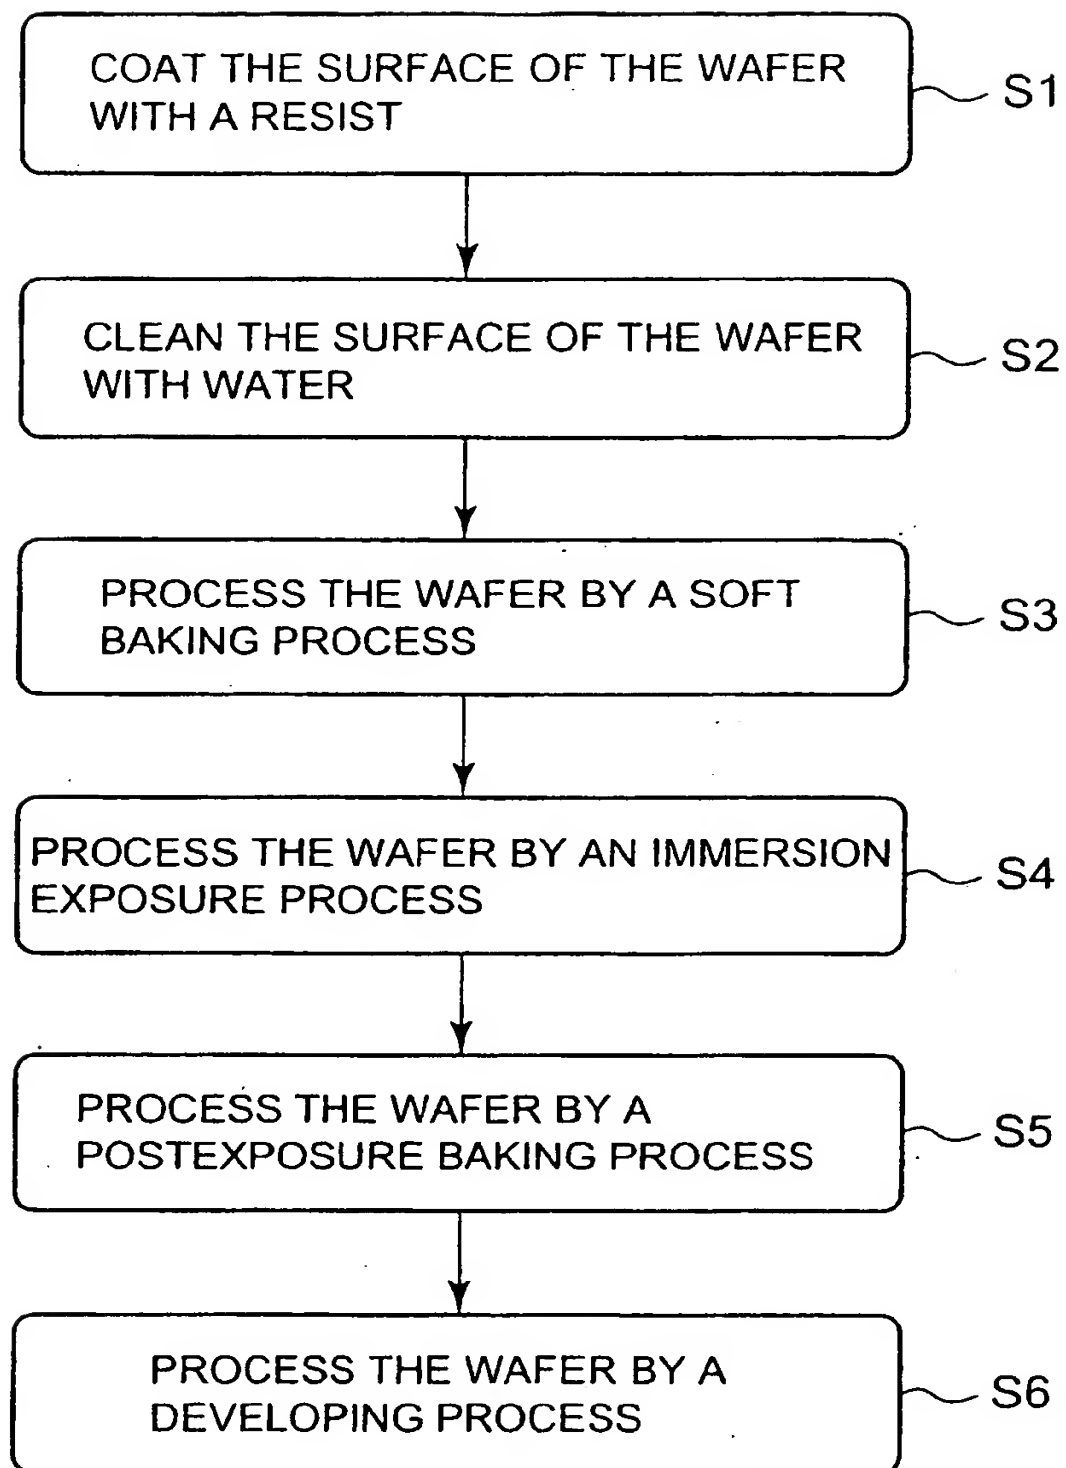 COAT THE SURFACE OF THE WAFER
WITH A RESIST
S1
CLEAN THE SURFACE OF THE WAFER
WITH WATER
S2
PROCESS THE WAFER BY A SOFT
BAKING PROCESS
S3
PROCESS THE WAFER BY AN IMMERSION
EXPOSURE PROCESS
S4
PROCESS THE WAFER BY A
POSTEXPOSURE BAKING PROCESS
S5
PROCESS THE WAFER BY A
DEVELOPING PROCESS
S6